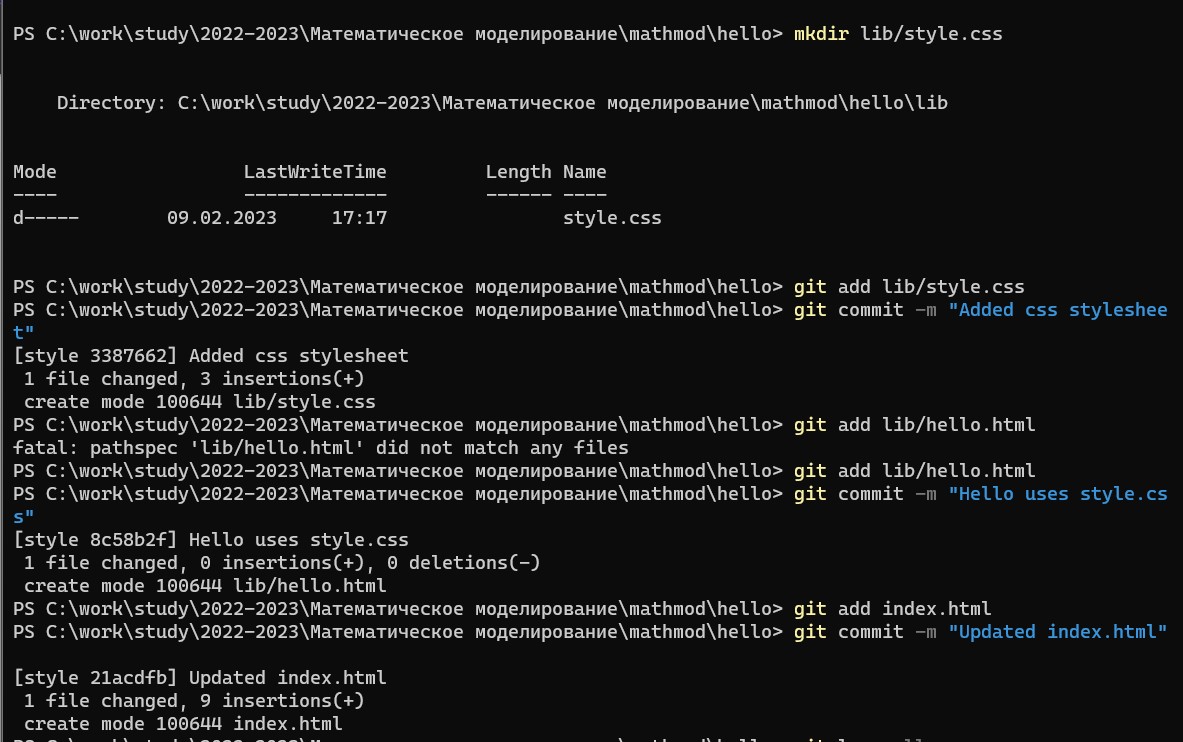 PS C:\work\study\2022-2023\Математическое моделирование\mathmod\hello> mkdir lib/style.css
Directory: C:\work\study\2022-2023\Математическое моделирование\mathmod\hello\lib
Mode                 LastWriteTime         Length Name
----                 -------------         ------ ----
d-----        09.02.2023     17:17                style.css
PS C:\work\study\2022-2023\Математическое моделирование\mathmod\hello> git add lib/style.css
PS C:\work\study\2022-2023\Математическое моделирование\mathmod\hello> git commit -m "Added css styleshee
t"
[style 3387662] Added css stylesheet
 1 file changed, 3 insertions(+)
 create mode 100644 lib/style.css
PS C:\work\study\2022-2023\Математическое моделирование\mathmod\hello> git add lib/hello.html
fatal: pathspec 'lib/hello.html' did not match any files
PS C:\work\study\2022-2023\Математическое моделирование\mathmod\hello> git add lib/hello.html
PS C:\work\study\2022-2023\Математическое моделирование\mathmod\hello> git commit -m "Hello uses style.cs
s"
[style 8c58b2f] Hello uses style.css
 1 file changed, 0 insertions(+), 0 deletions(-)
 create mode 100644 lib/hello.html
PS C:\work\study\2022-2023\Математическое моделирование\mathmod\hello> git add index.html
PS C:\work\study\2022-2023\Математическое моделирование\mathmod\hello> git commit -m "Updated index.html"
[style 21acdfb] Updated index.html
 1 file changed, 9 insertions(+)
 create mode 100644 index.html